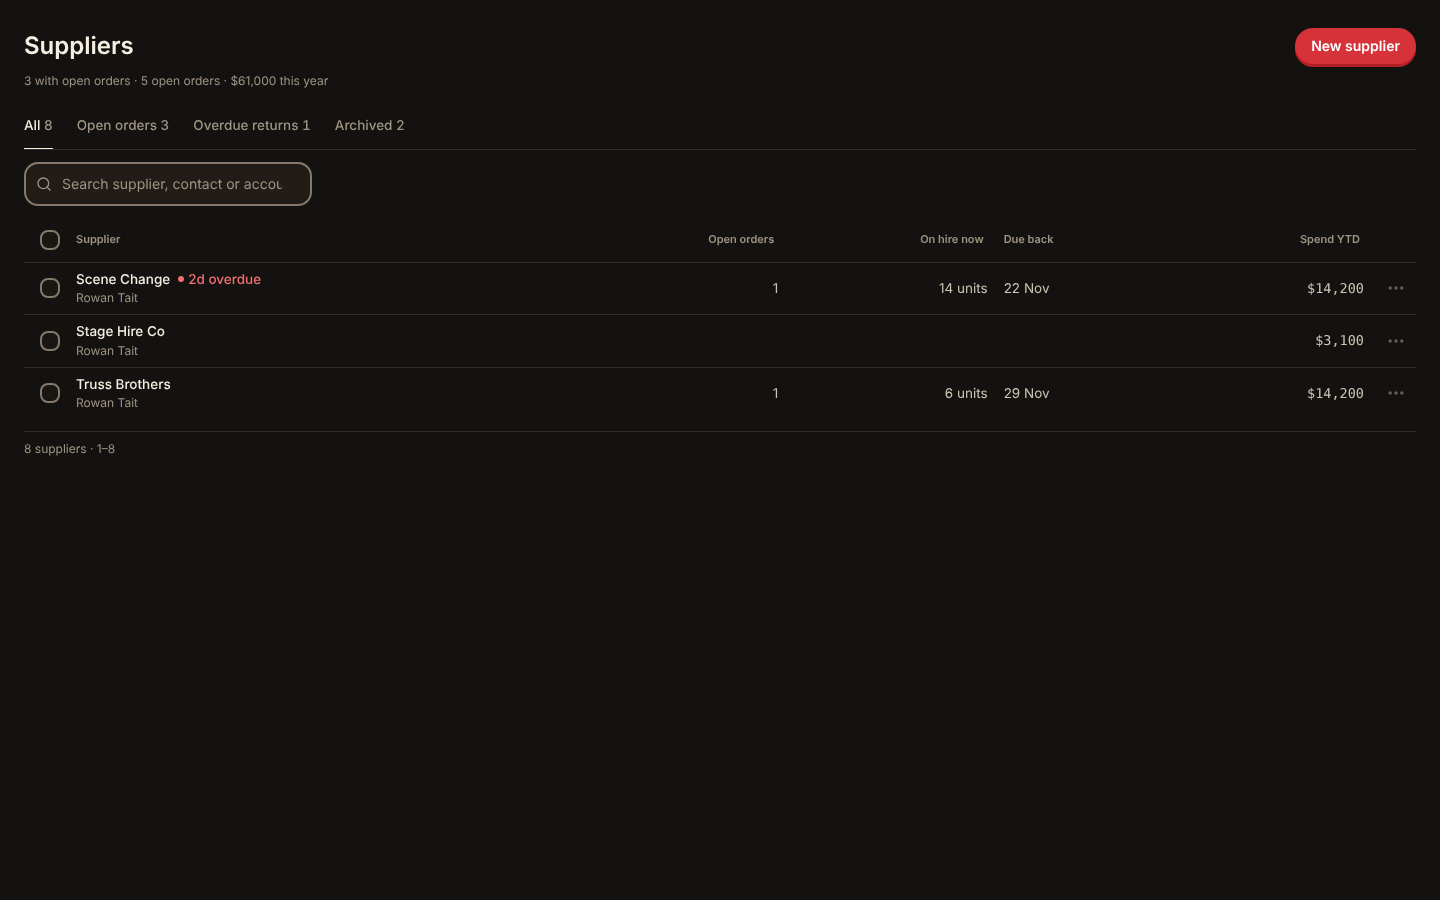 Suppliers
New supplier
3 with open orders · 5 open orders · $61,000 this year
All 8 Open orders 3 Overdue returns 1 Archived 2
Search supplier, contact or accou
Supplier Open orders On hire now Due back Spend YTD
Scene Change 2d overdue
Rowan Tait
1 14 units 22 Nov $14,200
Stage Hire Co
Rowan Tait
$3,100
Truss Brothers
Rowan Tait
1 6 units 29 Nov $14,200
8 suppliers · 1–8